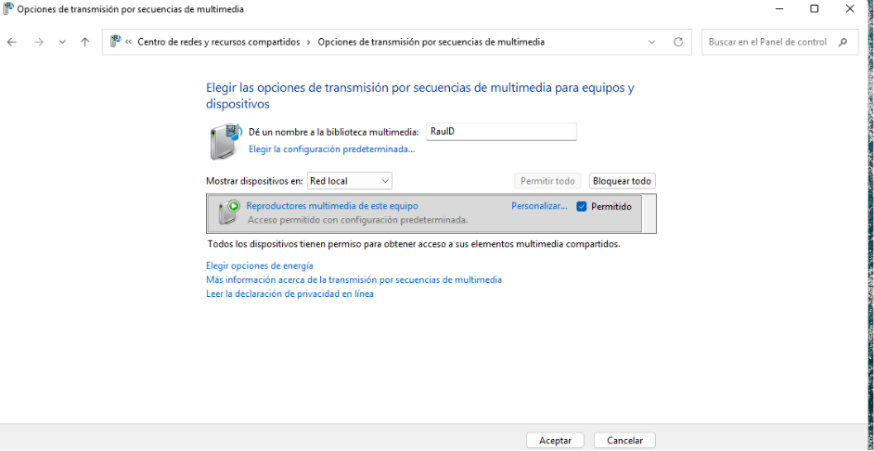 Opciones de transmisión por secuencias de multimedia
« Centro de redes y recursos compartidos › Opciones de transmisión por secuencias de multimedia
Buscar en el Panel de control
Elegir las opciones de transmisión por secuencias de multimedia para equipos y
dispositivos
Dé un nombre a la biblioteca multimedia: RaulD
Elegir la configuración predeterminada...
Mostrar dispositivos en: Red local Permitir todo Bloquear todo
Reproductores multimedia de este equipo Personalizar... Permitido
Acceso permitido con configuración predeterminada.
Todos los dispositivos tienen permiso para obtener acceso a sus elementos multimedia compartidos.
Elegir opciones de energía
Más información acerca de la transmisión por secuencias de multimedia
Leer la declaración de privacidad en línea
Aceptar Cancelar